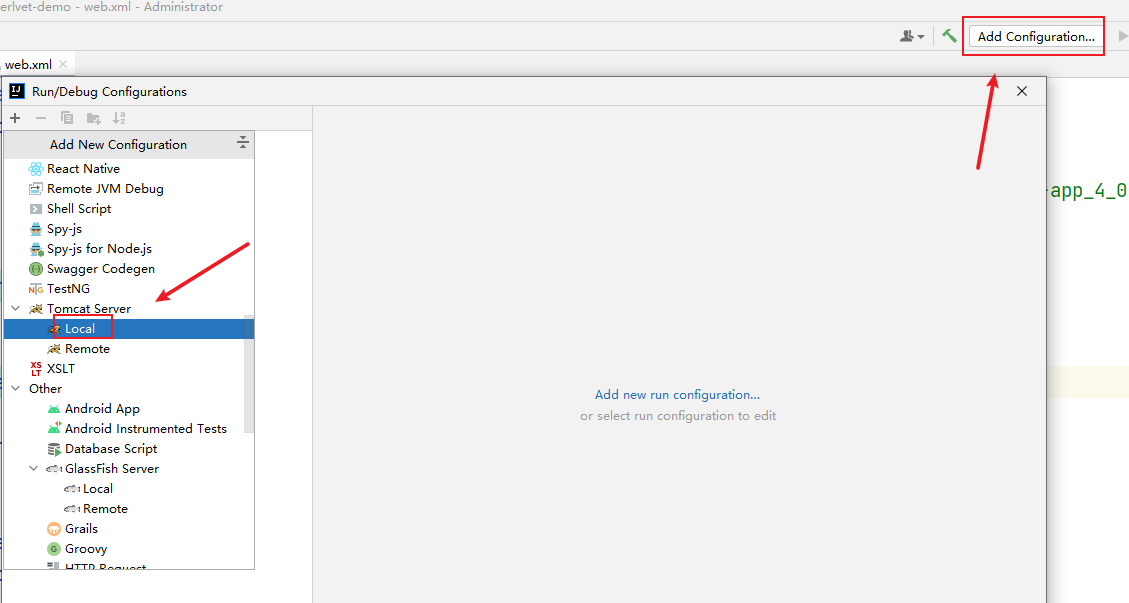 erlvet-demo - web.xml - Administrator
Add Configuration...
web.xml
Run/Debug Configurations
Add New Configuration
React Native
Remote JVM Debug
app_4_0
Shell Script
Spy-js
Spy-js for Node.js
Swagger Codegen
TestNG
Tomcat Server
Local
Remote
XSLT
Other
Add new run configuration...
Android App
or select run configuration to edit
Android Instrumented Tests
Database Script
GlassFish Server
Local
Remote
Grails
Groovy
HTTP Request